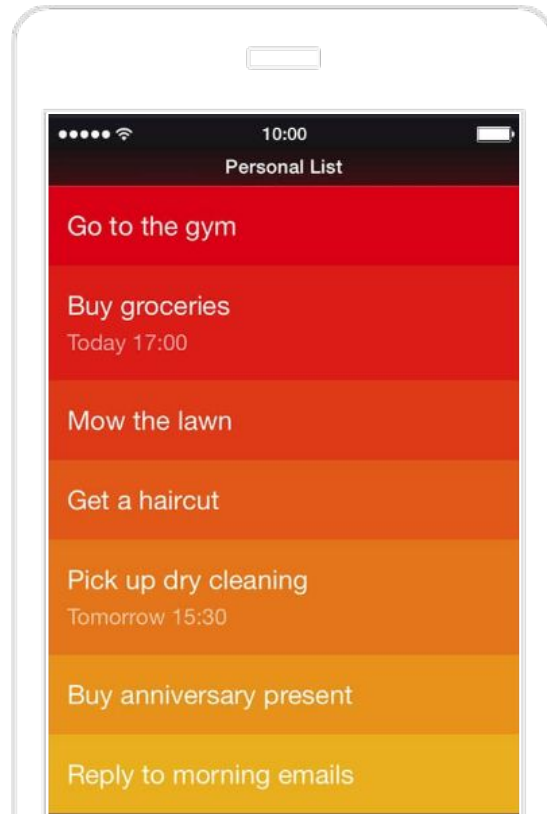 10:00
Personal List
Go to the gym
Buy groceries
Today 17:00
Mow the lawn
Get a haircut
Pick up dry cleaning
Tomorrow 15:30
Buy anniversary present
Reply to morning emails